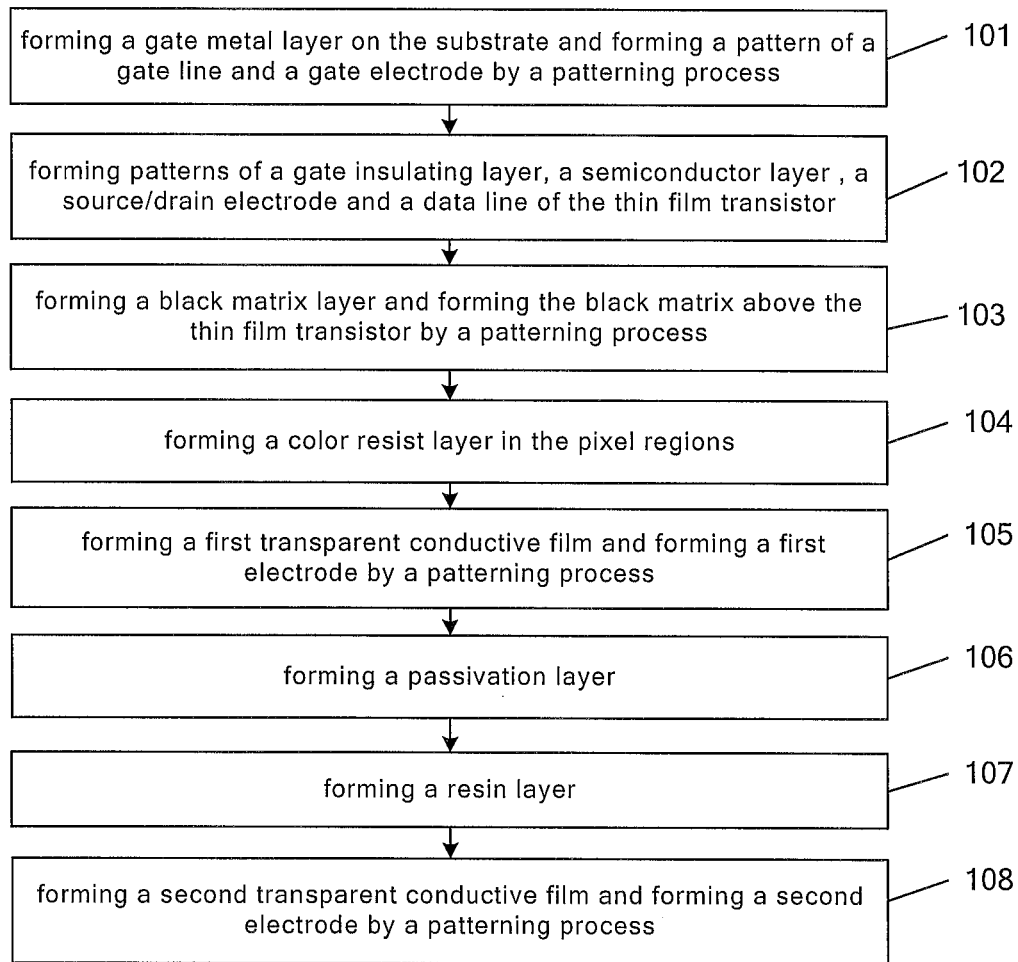 forming a gate metal layer on the substrate and forming a pattern of a
gate line and a gate electrode by a patterning process
101
forming patterns of a gate insulating layer, a semiconductor layer , a
source/drain electrode and a data line of the thin film transistor
102
forming a black matrix layer and forming the black matrix above the
thin film transistor by a patterning process
103
forming a color resist layer in the pixel regions
104
forming a first transparent conductive film and forming a first
electrode by a patterning process
105
forming a passivation layer
106
forming a resin layer
107
forming a second transparent conductive film and forming a second
electrode by a patterning process
108